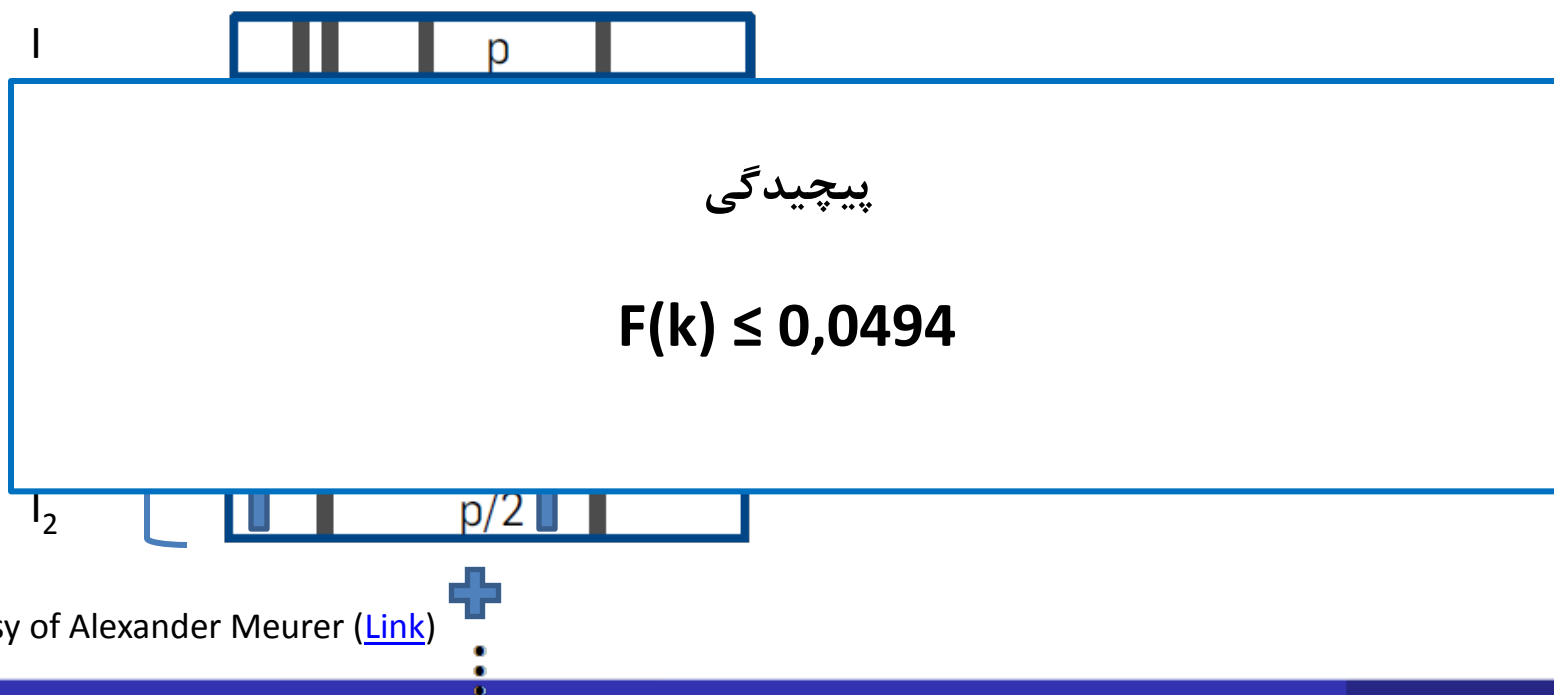 I
p
پیچیدگی
F(k) ≤ 0,0494
I₂
p/2
sy of Alexander Meurer (Link)